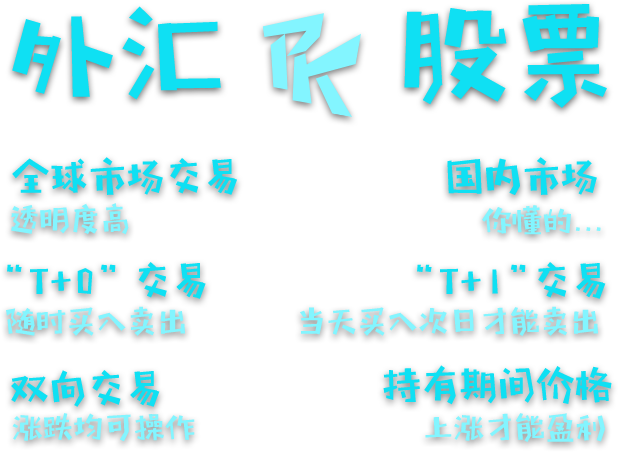 外汇 PK 股票
全球市场交易 国内市场
透明度高 你懂的...
“T+0”交易 “T+1”交易
随时买入卖出 当天买入次日才能卖出
双向交易 持有期间价格
涨跌均可操作 上涨才能盈利